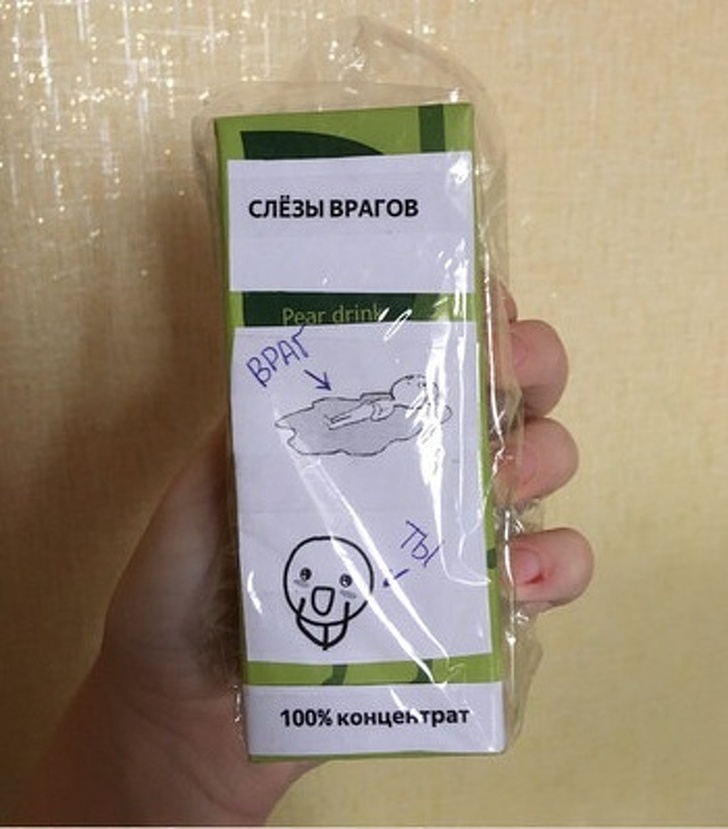 СЛЁЗЫ ВРАГОВ
Pear drink
ВРАГ
ТЫ
100% концентрат